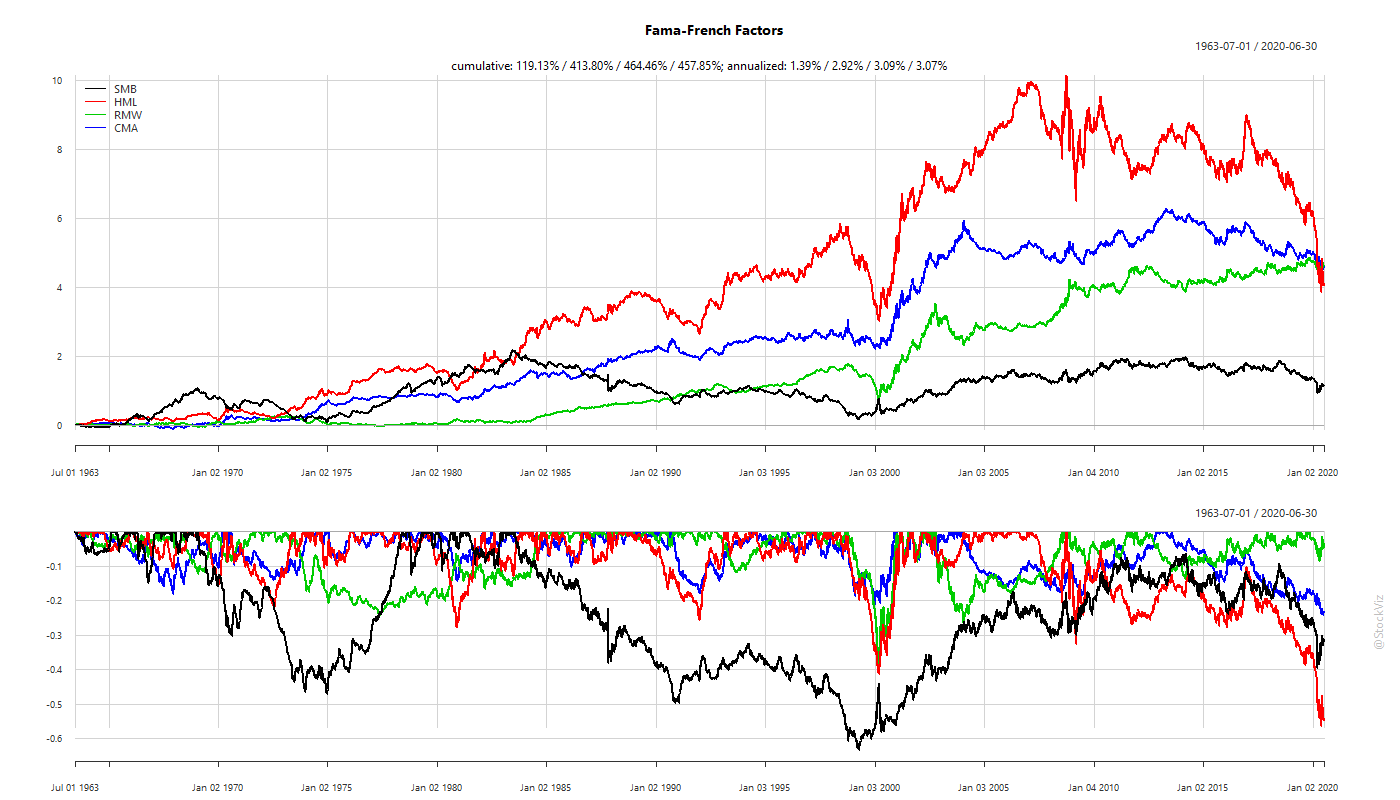 Fama-French Factors
1963-07-01 / 2020-06-30
cumulative: 119.13% / 413.80% / 464.46% / 457.85%; annualized: 1.39% / 2.92% / 3.09% / 3.07%
SMB
HML
RMW
CMA
10
8
6
4
2
0
Jul 01 1963 Jan 02 1970 Jan 02 1975 Jan 02 1980 Jan 02 1985 Jan 02 1990 Jan 03 1995 Jan 03 2000 Jan 03 2005 Jan 04 2010 Jan 02 2015 Jan 02 2020
1963-07-01 / 2020-06-30
-0.1
-0.2
-0.3
-0.4
-0.5
-0.6
Jul 01 1963 Jan 02 1970 Jan 02 1975 Jan 02 1980 Jan 02 1985 Jan 02 1990 Jan 03 1995 Jan 03 2000 Jan 03 2005 Jan 04 2010 Jan 02 2015 Jan 02 2020
@StockViz